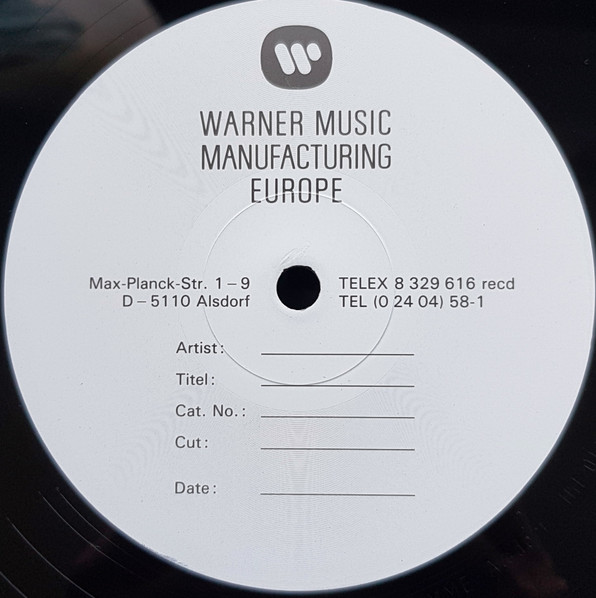 WARNER MUSIC
MANUFACTURING
EUROPE
Max-Planck-Str. 1–9 TELEX 8 329 616 recd
D–5110 Alsdorf TEL (0 24 04) 58-1
Artist:
Titel:
Cat. No.:
Cut:
Date: